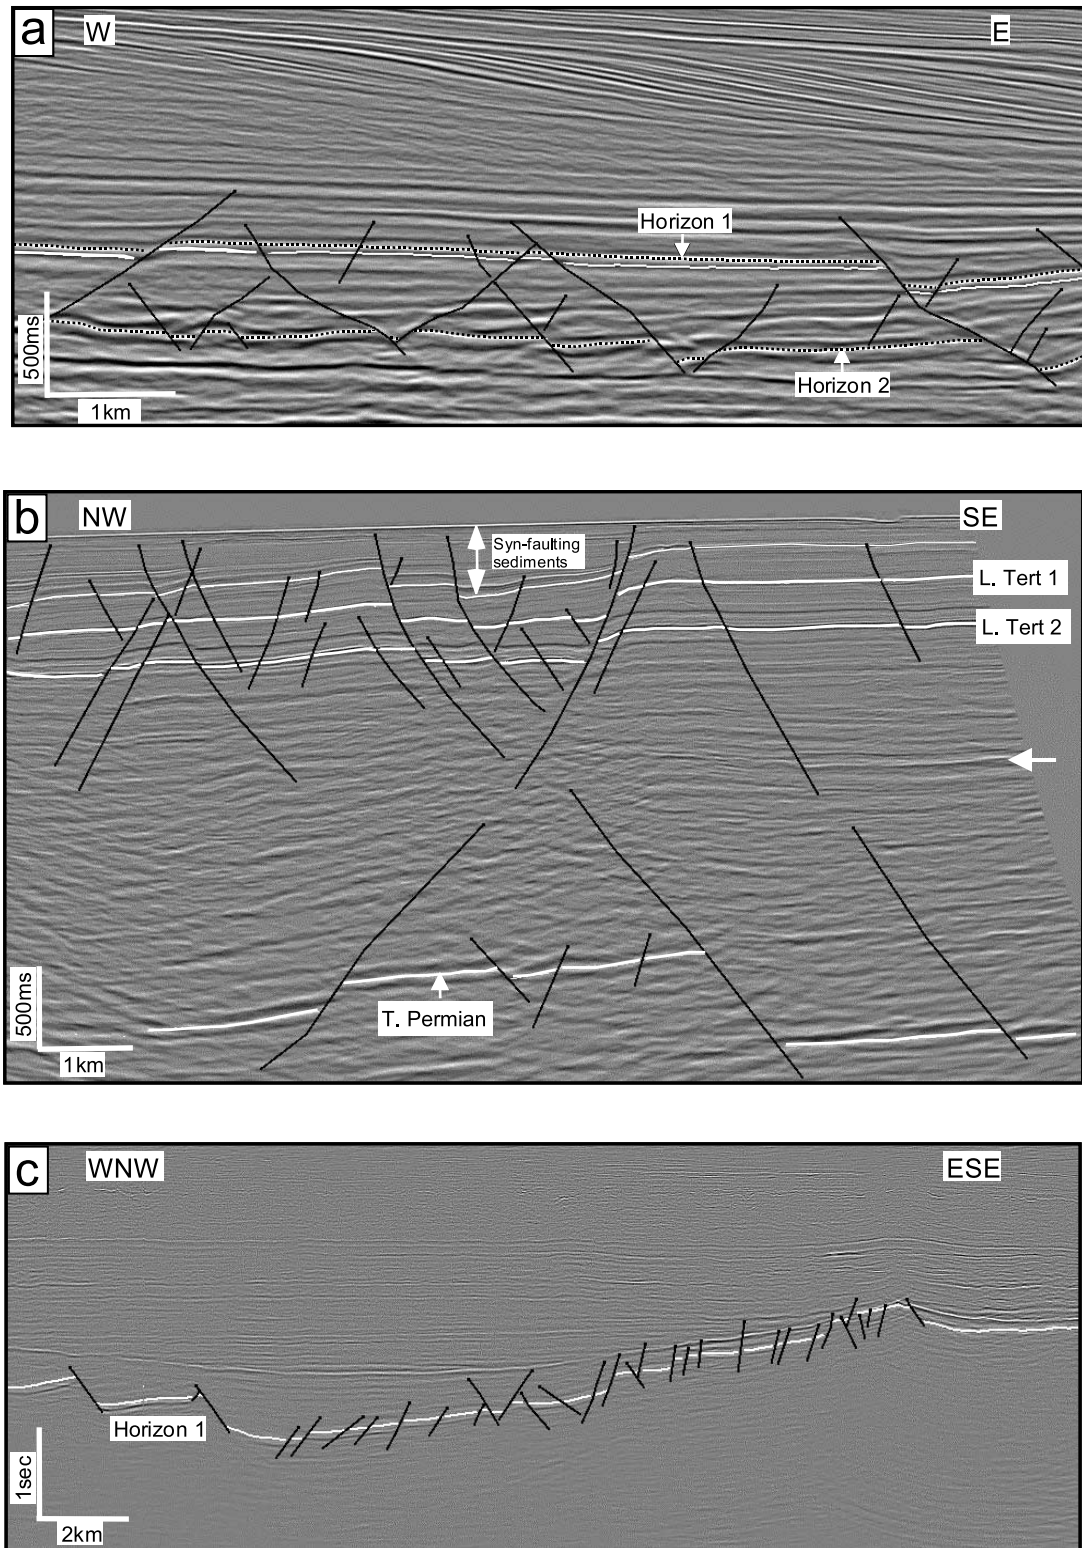 a
W
E
Horizon 1
500ms
Horizon 2
1km
b
NW
SE
Syn-faulting
sediments
L. Tert 1
L. Tert 2
500ms
T. Permian
1km
c
WNW
ESE
Horizon 1
1sec
2km